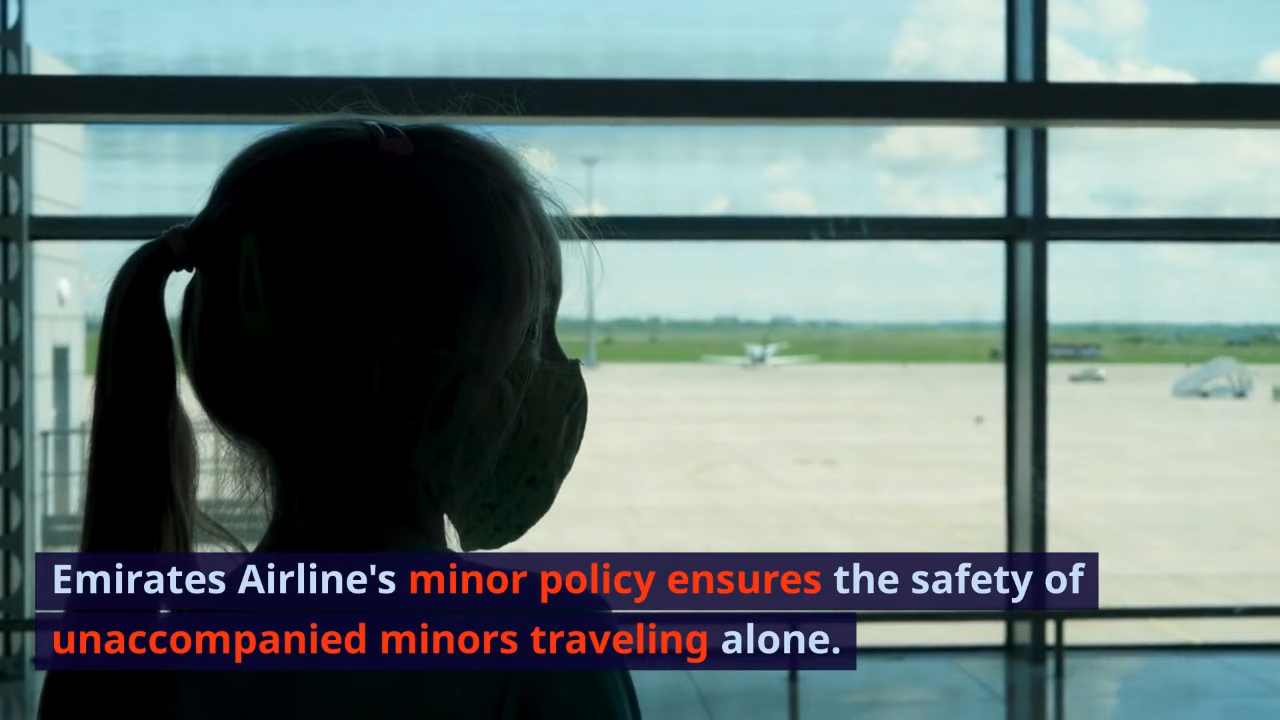 Emirates Airline's minor policy ensures the safety of
unaccompanied minors traveling alone.